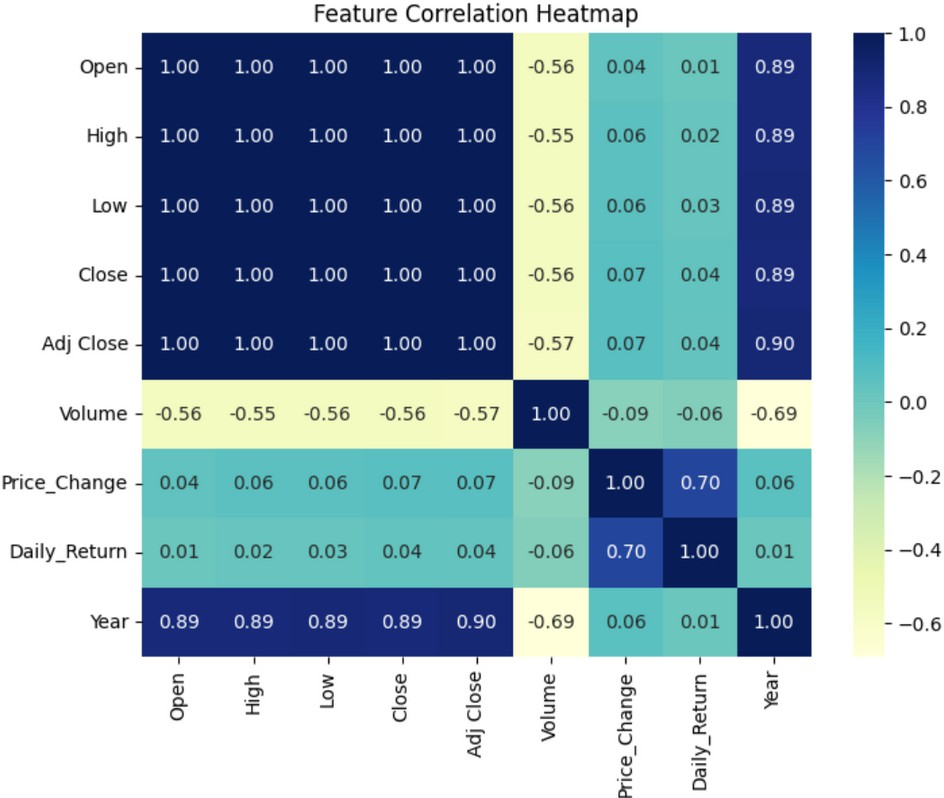 Feature Correlation Heatmap
Open 1.00 1.00 1.00 1.00 1.00 -0.56 0.04 0.01 0.89
High 1.00 1.00 1.00 1.00 1.00 -0.55 0.06 0.02 0.89
Low 1.00 1.00 1.00 1.00 1.00 -0.56 0.06 0.03 0.89
Close 1.00 1.00 1.00 1.00 1.00 -0.56 0.07 0.04 0.89
Adj Close 1.00 1.00 1.00 1.00 1.00 -0.57 0.07 0.04 0.90
Volume -0.56 -0.55 -0.56 -0.56 -0.57 1.00 -0.09 -0.06 -0.69
Price_Change 0.04 0.06 0.06 0.07 0.07 -0.09 1.00 0.70 0.06
Daily_Return 0.01 0.02 0.03 0.04 0.04 -0.06 0.70 1.00 0.01
Year 0.89 0.89 0.89 0.89 0.90 -0.69 0.06 0.01 1.00
Open High Low Close Adj Close Volume Price_Change Daily_Return Year
1.0
0.8
0.6
0.4
0.2
0.0
−0.2
−0.4
−0.6